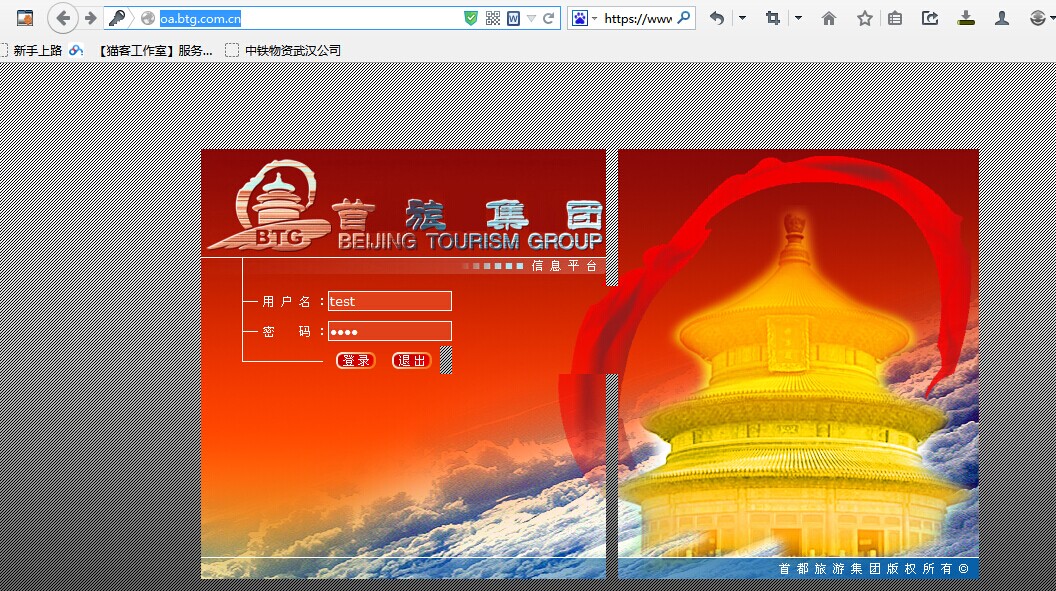 oa.btg.com.cn
https://www
新手上路
【猫客工作室】服务...
中铁物资武汉公司
首旅集团
BTG
BEIJING TOURISM GROUP
信息平台
用户名：test
密 码：••••
登录 退出
首都旅游集团版权所有©